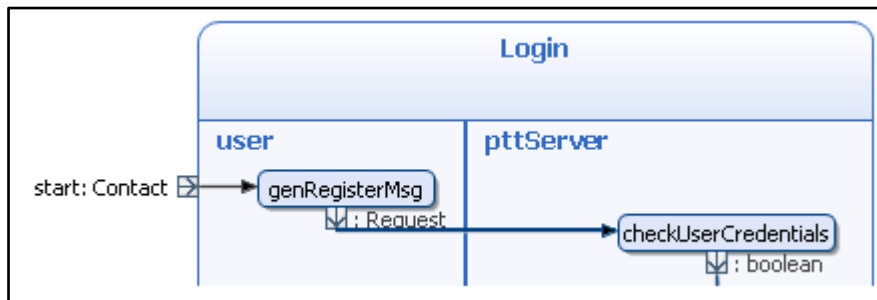 Login
user
pttServer
start: Contact
genRegisterMsg
: Request
checkUserCredentials
: boolean